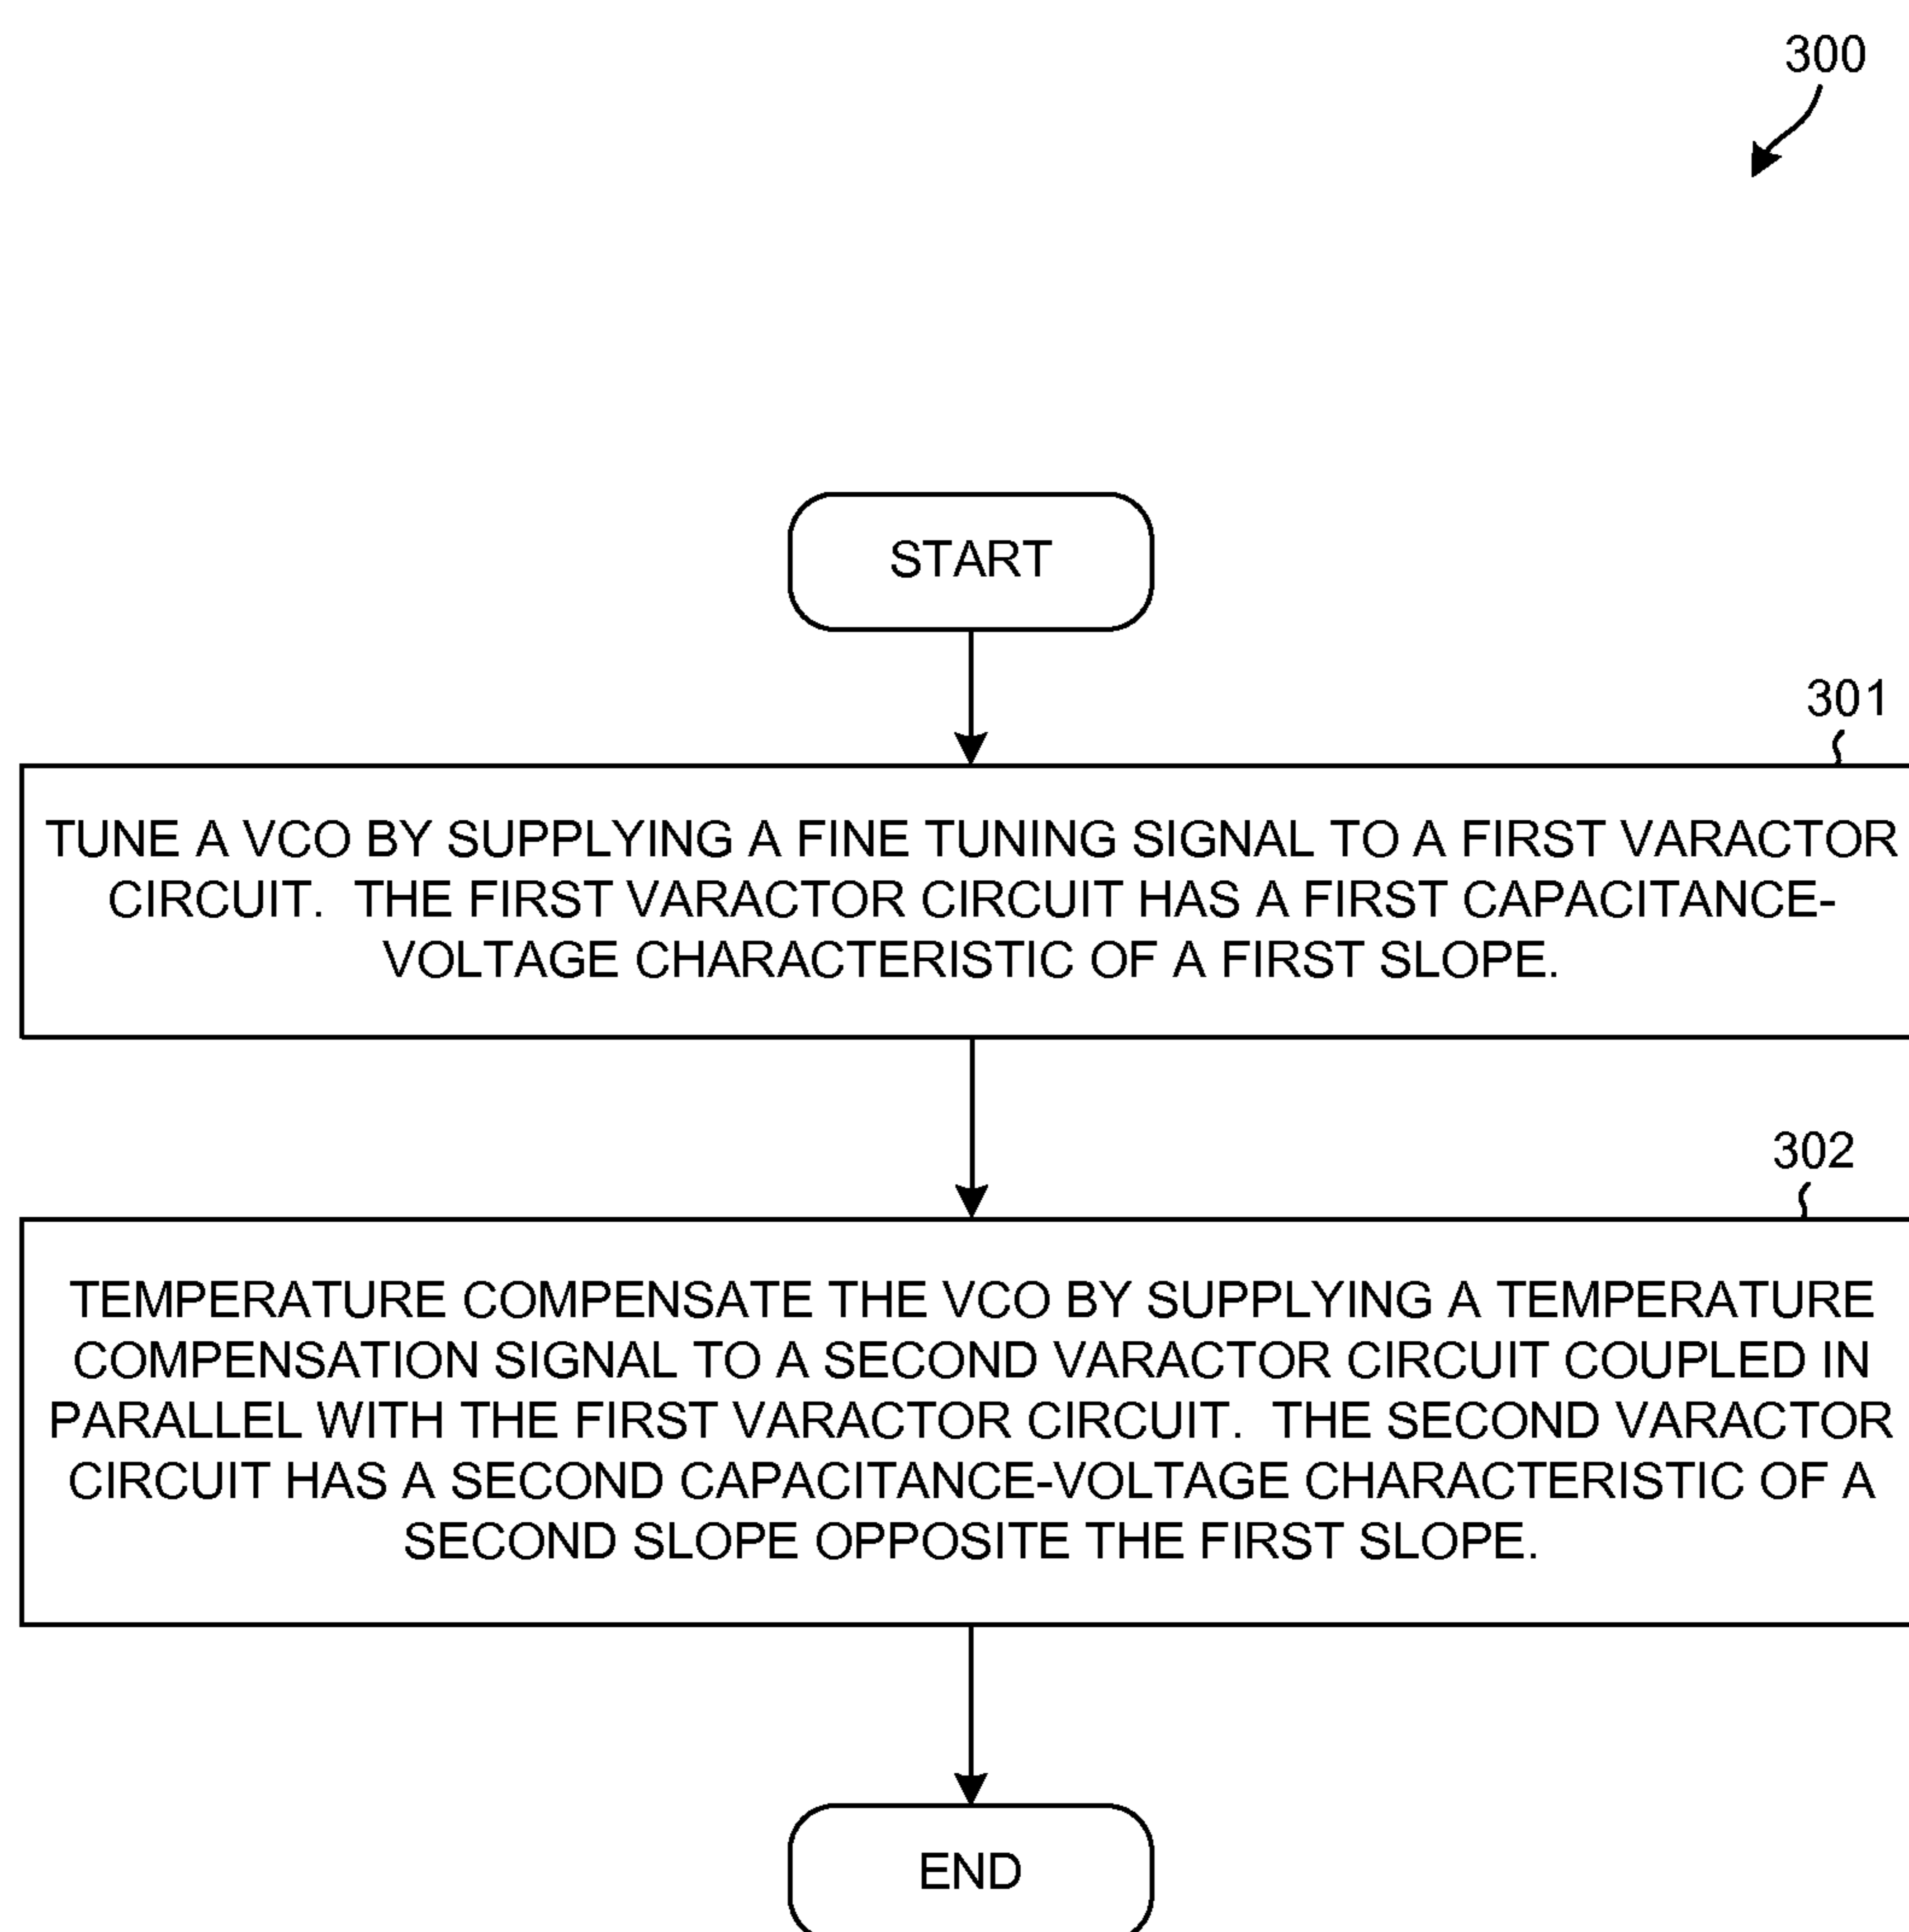 300
START
301
TUNE A VCO BY SUPPLYING A FINE TUNING SIGNAL TO A FIRST VARACTOR
CIRCUIT. THE FIRST VARACTOR CIRCUIT HAS A FIRST CAPACITANCE-
VOLTAGE CHARACTERISTIC OF A FIRST SLOPE.
302
TEMPERATURE COMPENSATE THE VCO BY SUPPLYING A TEMPERATURE
COMPENSATION SIGNAL TO A SECOND VARACTOR CIRCUIT COUPLED IN
PARALLEL WITH THE FIRST VARACTOR CIRCUIT. THE SECOND VARACTOR
CIRCUIT HAS A SECOND CAPACITANCE-VOLTAGE CHARACTERISTIC OF A
SECOND SLOPE OPPOSITE THE FIRST SLOPE.
END